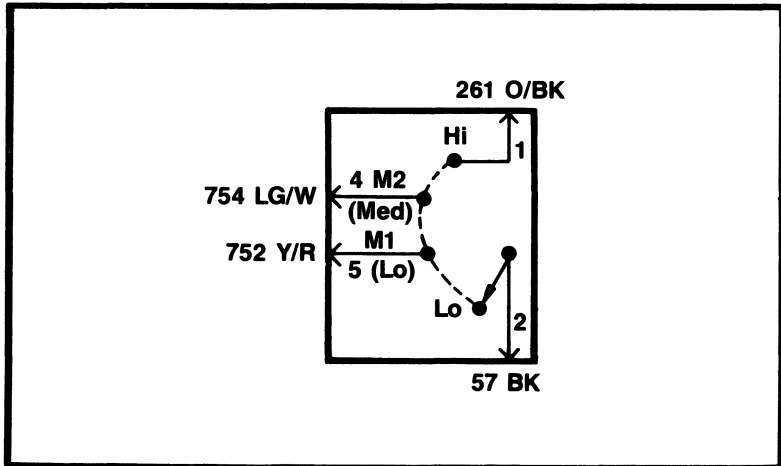 261 O/BK
Hi
1
4 M2
754 LG/W
(Med)
M1
752 Y/R
5 (Lo)
Lo
2
57 BK